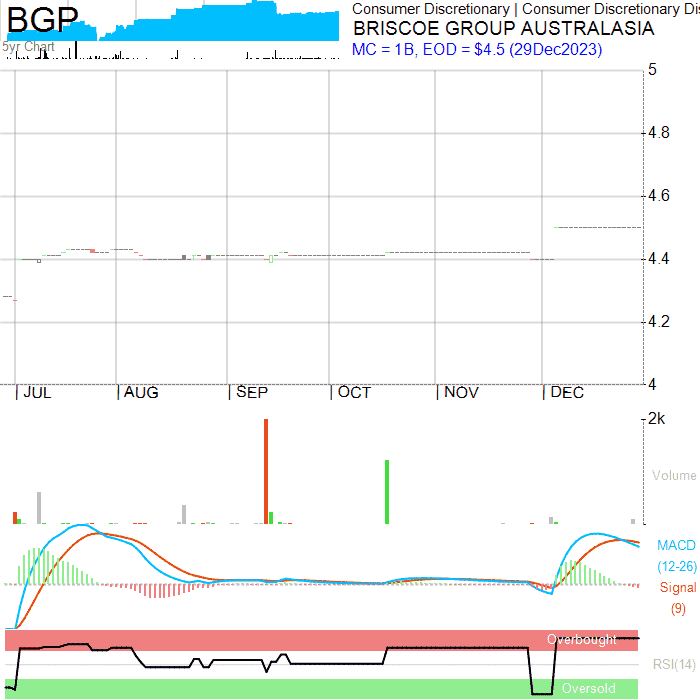 BGP
5yr Chart
Consumer Discretionary | Consumer Discretionary Dis
BRISCOE GROUP AUSTRALASIA
MC = 1B, EOD = $4.5 (29Dec2023)
5
4.8
4.6
4.4
4.2
4
| JUL | AUG | SEP | OCT | NOV | DEC
2k
Volume
MACD
(12-26)
Signal
(9)
Overbought
RSI(14)
Oversold